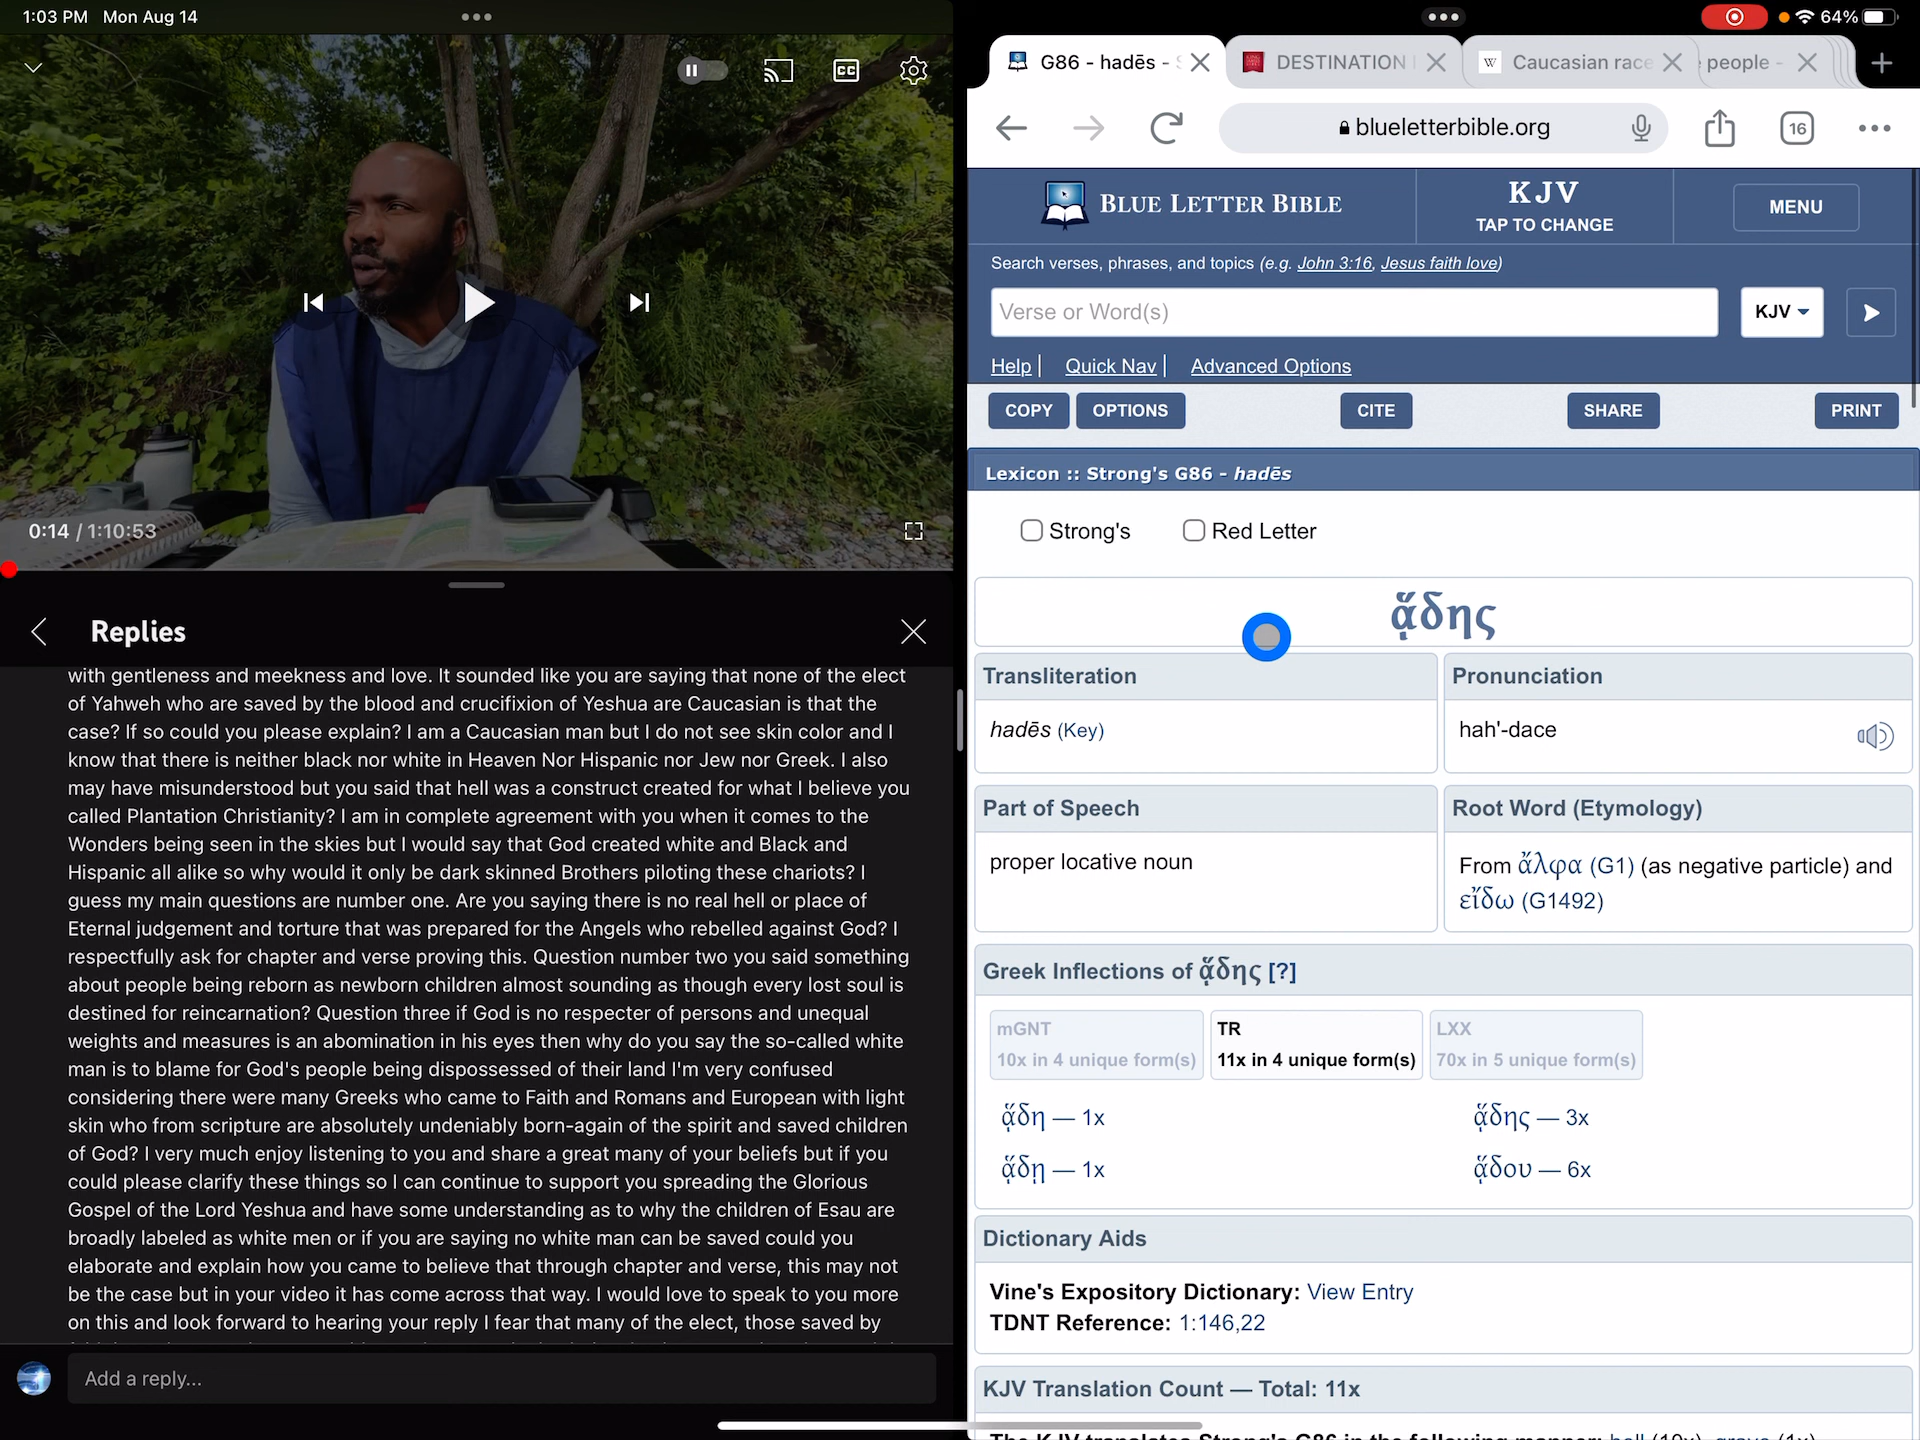 1:03 PM Mon Aug 14
64%
CC
0:14 / 1:10:53
Replies
with gentleness and meekness and love. It sounded like you are saying that none of the elect
of Yahweh who are saved by the blood and crucifixion of Yeshua are Caucasian is that the
case? If so could you please explain? I am a Caucasian man but I do not see skin color and I
know that there is neither black nor white in Heaven Nor Hispanic nor Jew nor Greek. I also
may have misunderstood but you said that hell was a construct created for what I believe you
called Plantation Christianity? I am in complete agreement with you when it comes to the
Wonders being seen in the skies but I would say that God created white and Black and
Hispanic all alike so why would it only be dark skinned Brothers piloting these chariots? I
guess my main questions are number one. Are you saying there is no real hell or place of
Eternal judgement and torture that was prepared for the Angels who rebelled against God? I
respectfully ask for chapter and verse proving this. Question number two you said something
about people being reborn as newborn children almost sounding as though every lost soul is
destined for reincarnation? Question three if God is no respecter of persons and unequal
weights and measures is an abomination in his eyes then why do you say the so-called white
man is to blame for God's people being dispossessed of their land I'm very confused
considering there were many Greeks who came to Faith and Romans and European with light
skin who from scripture are absolutely undeniably born-again of the spirit and saved children
of God? I very much enjoy listening to you and share a great many of your beliefs but if you
could please clarify these things so I can continue to support you spreading the Glorious
Gospel of the Lord Yeshua and have some understanding as to why the children of Esau are
broadly labeled as white men or if you are saying no white man can be saved could you
elaborate and explain how you came to believe that through chapter and verse, this may not
be the case but in your video it has come across that way. I would love to speak to you more
on this and look forward to hearing your reply I fear that many of the elect, those saved by
Add a reply...
G86 - hadēs -
DESTINATION
W Caucasian race
people -
blueletterbible.org
16
BLUE LETTER BIBLE
KJV
TAP TO CHANGE
MENU
Search verses, phrases, and topics (e.g. John 3:16, Jesus faith love)
Verse or Word(s)
KJV
Help | Quick Nav | Advanced Options
COPY OPTIONS CITE SHARE PRINT
Lexicon :: Strong's G86 - hadēs
Strong's Red Letter
ᾅδης
Transliteration
hadēs (Key)
Pronunciation
hah'-dace
Part of Speech
proper locative noun
Root Word (Etymology)
From ἄλφα (G1) (as negative particle) and
εἴδω (G1492)
Greek Inflections of ᾅδης [?]
mGNT
10x in 4 unique form(s)
TR
11x in 4 unique form(s)
LXX
70x in 5 unique form(s)
ᾅδη — 1x
ᾅδης — 3x
ᾅδῃ — 1x
ᾅδου — 6x
Dictionary Aids
Vine's Expository Dictionary: View Entry
TDNT Reference: 1:146,22
KJV Translation Count — Total: 11x
The KJV translates Strong's G86 in the following manner: hell (10x), grave (1x).